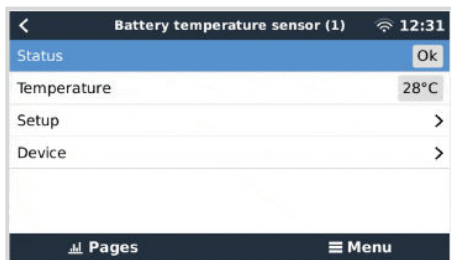 Battery temperature sensor (1) 12:31
Status Ok
Temperature 28°C
Setup
Device
Pages Menu